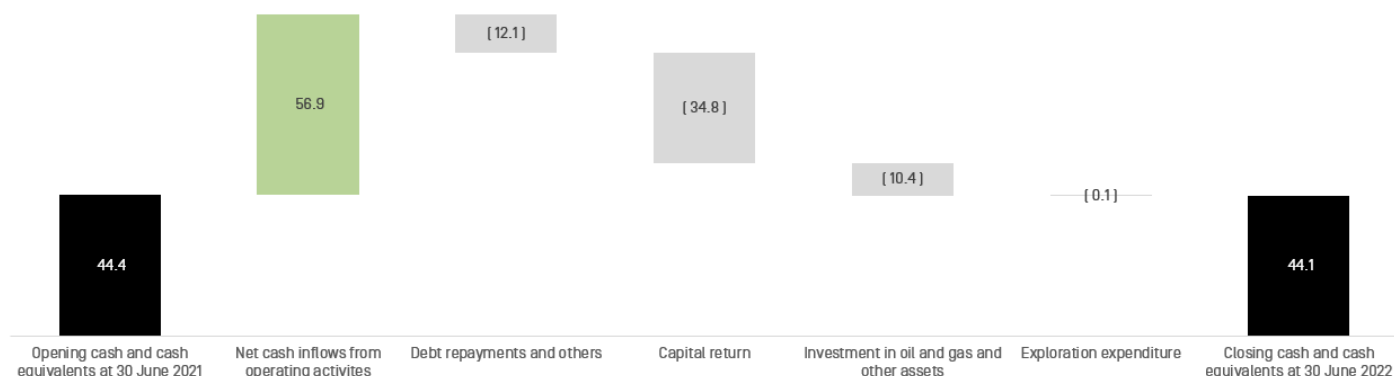 ( 12.1 )
56.9
( 34.8 )
( 10.4 )
( 0.1 )
44.4
44.1
Opening cash and cash
equivalents at 30 June 2021
Net cash inflows from
operating activites
Debt repayments and others
Capital return
Investment in oil and gas and
other assets
Exploration expenditure
Closing cash and cash
equivalents at 30 June 2022